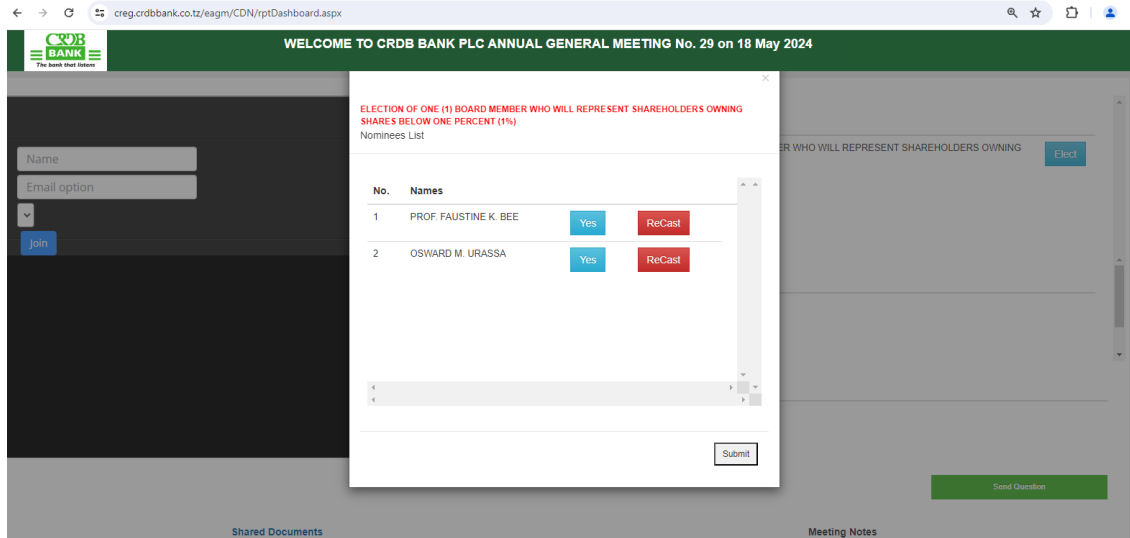 creg.crdbbank.co.tz/eagm/CDN/rptDashboard.aspx
CRDB
BANK
The bank that listens
WELCOME TO CRDB BANK PLC ANNUAL GENERAL MEETING No. 29 on 18 May 2024
×
ELECTION OF ONE (1) BOARD MEMBER WHO WILL REPRESENT SHAREHOLDERS OWNING
SHARES BELOW ONE PERCENT (1%)
Nominees List
ER WHO WILL REPRESENT SHAREHOLDERS OWNING
Elect
Name
Email option
Join
No. Names
1 PROF. FAUSTINE K. BEE Yes ReCast
2 OSWARD M. URASSA Yes ReCast
Submit
Send Question
Shared Documents
Meeting Notes